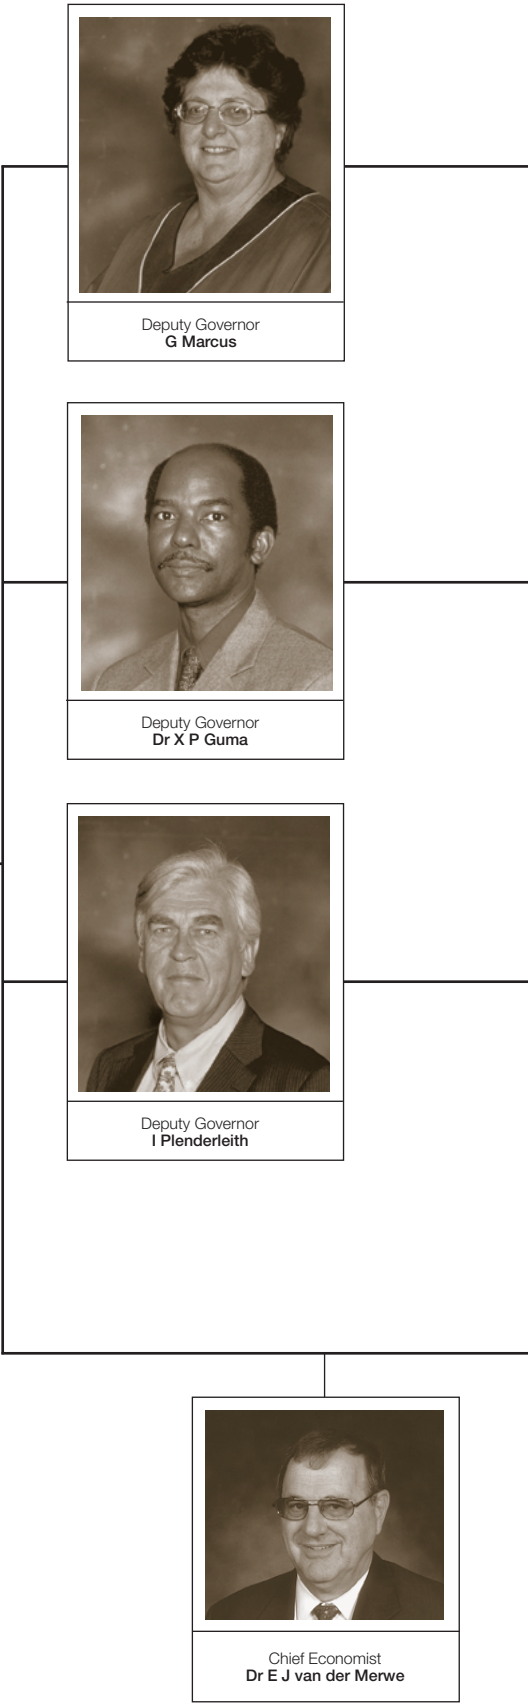 Deputy Governor
G Marcus
Deputy Governor
Dr X P Guma
Deputy Governor
I Plenderleith
Chief Economist
Dr E J van der Merwe